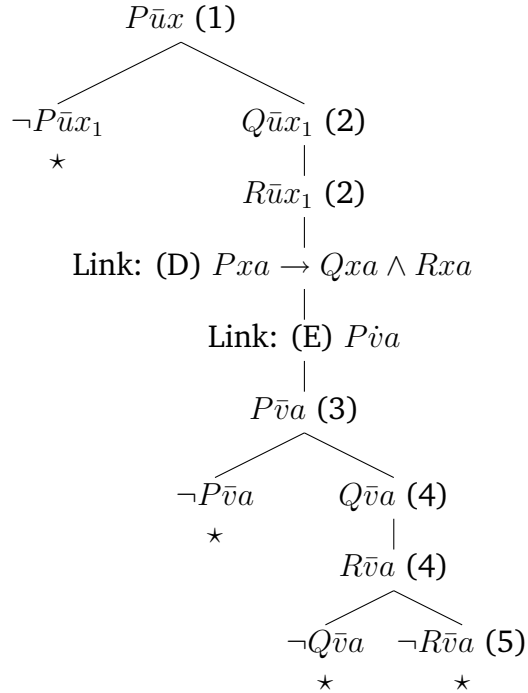 Pūx (1)
¬Pūx₁ Qūx₁ (2)
⋆
Rūx₁ (2)
Link: (D) Pxa → Qxa ∧ Rxa
Link: (E) Pv̇a
Pv̄a (3)
¬Pv̄a Qv̄a (4)
⋆
Rv̄a (4)
¬Qv̄a ¬Rv̄a (5)
⋆ ⋆